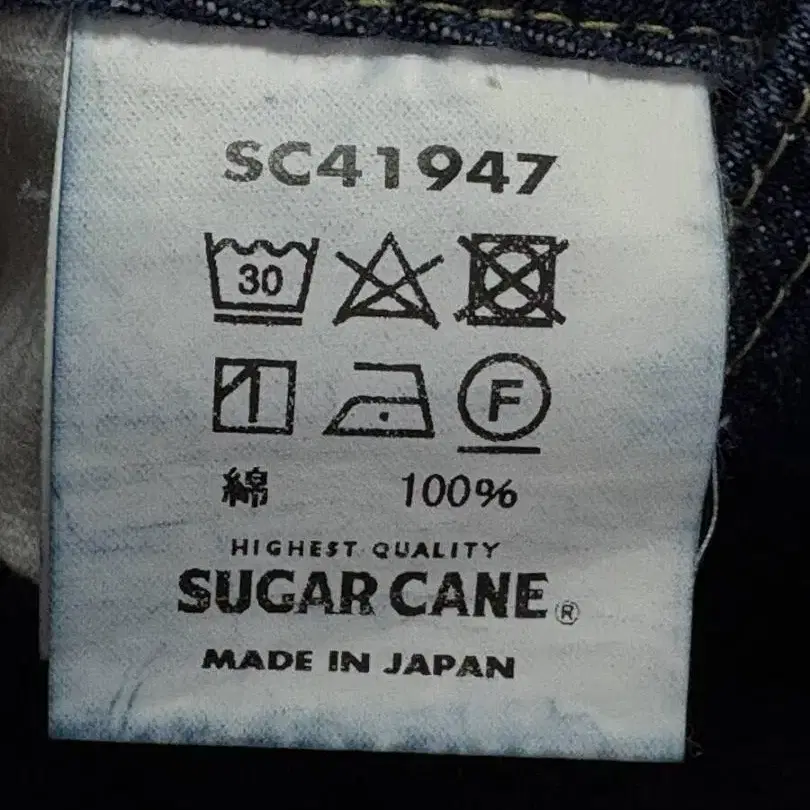 SC41947
30
F
綿 100%
HIGHEST QUALITY
SUGAR CANE®
MADE IN JAPAN